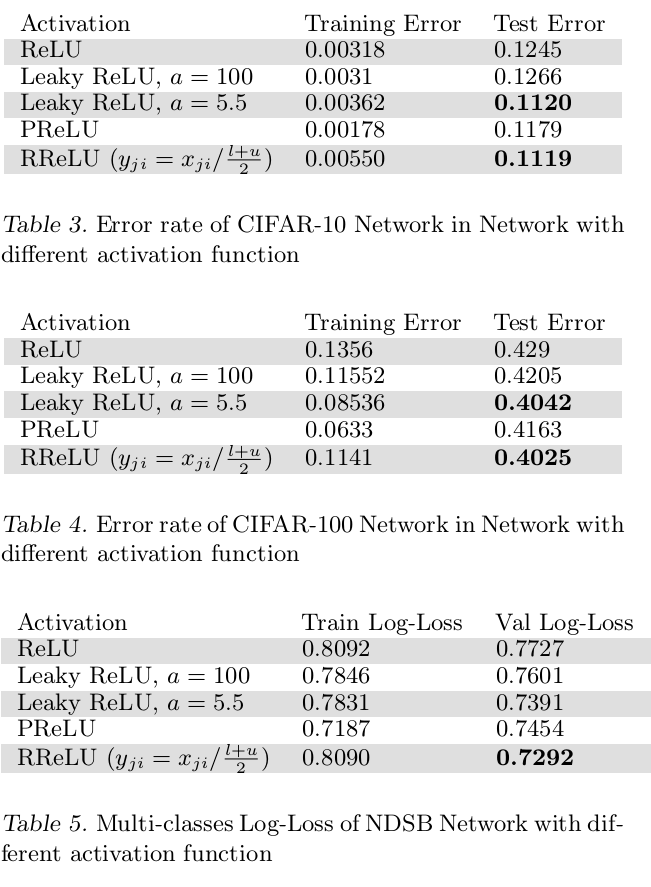 Activation Training Error Test Error
ReLU 0.00318 0.1245
Leaky ReLU, a = 100 0.0031 0.1266
Leaky ReLU, a = 5.5 0.00362 0.1120
PReLU 0.00178 0.1179
RReLU (y_{ji} = x_{ji}/\frac{l+u}{2}) 0.00550 0.1119
Table 3. Error rate of CIFAR-10 Network in Network with
different activation function
Activation Training Error Test Error
ReLU 0.1356 0.429
Leaky ReLU, a = 100 0.11552 0.4205
Leaky ReLU, a = 5.5 0.08536 0.4042
PReLU 0.0633 0.4163
RReLU (y_{ji} = x_{ji}/\frac{l+u}{2}) 0.1141 0.4025
Table 4. Error rate of CIFAR-100 Network in Network with
different activation function
Activation Train Log-Loss Val Log-Loss
ReLU 0.8092 0.7727
Leaky ReLU, a = 100 0.7846 0.7601
Leaky ReLU, a = 5.5 0.7831 0.7391
PReLU 0.7187 0.7454
RReLU (y_{ji} = x_{ji}/\frac{l+u}{2}) 0.8090 0.7292
Table 5. Multi-classes Log-Loss of NDSB Network with dif-
ferent activation function